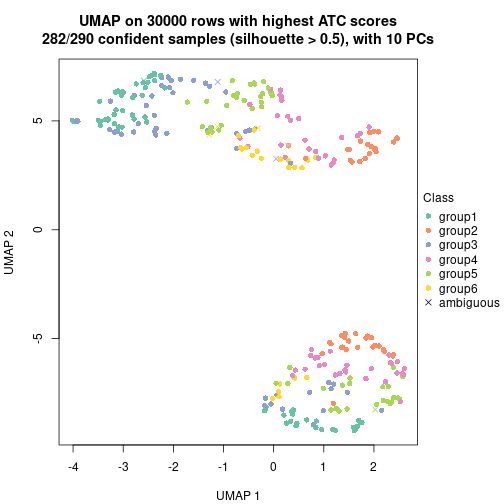 UMAP on 30000 rows with highest ATC scores
282/290 confident samples (silhouette > 0.5), with 10 PCs
5
0
-5
UMAP 2
-4 -3 -2 -1 0 1 2
UMAP 1
Class
group1
group2
group3
group4
group5
group6
ambiguous